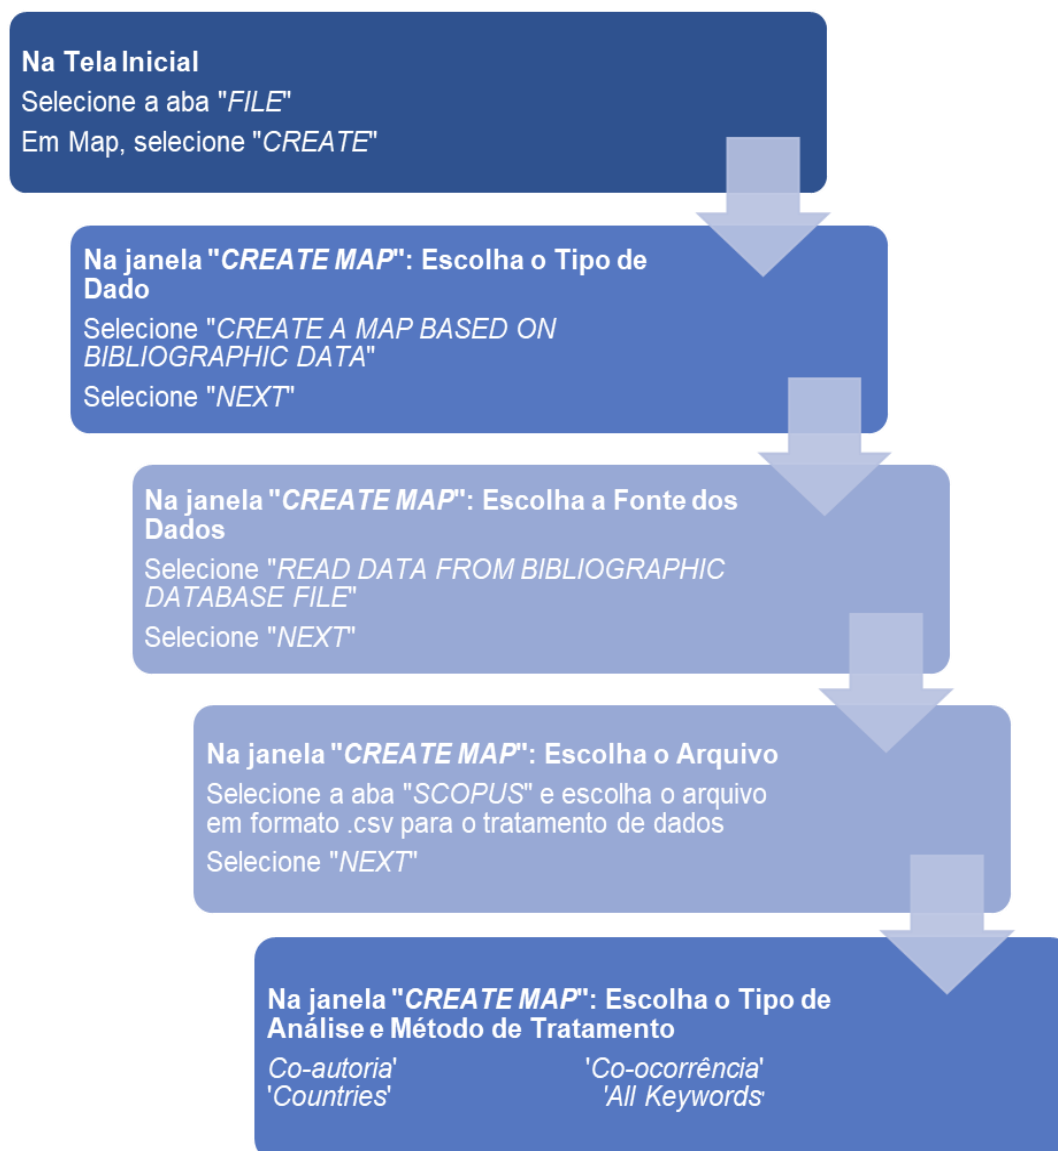 Na Tela Inicial
Selecione a aba "FILE"
Em Map, selecione "CREATE"
Na janela "CREATE MAP": Escolha o Tipo de
Dado
Selecione "CREATE A MAP BASED ON
BIBLIOGRAPHIC DATA"
Selecione "NEXT"
Na janela "CREATE MAP": Escolha a Fonte dos
Dados
Selecione "READ DATA FROM BIBLIOGRAPHIC
DATABASE FILE"
Selecione "NEXT"
Na janela "CREATE MAP": Escolha o Arquivo
Selecione a aba "SCOPUS" e escolha o arquivo
em formato .csv para o tratamento de dados
Selecione "NEXT"
Na janela "CREATE MAP": Escolha o Tipo de
Análise e Método de Tratamento
Co-autoria' 'Co-ocorrência'
'Countries' 'All Keywords'